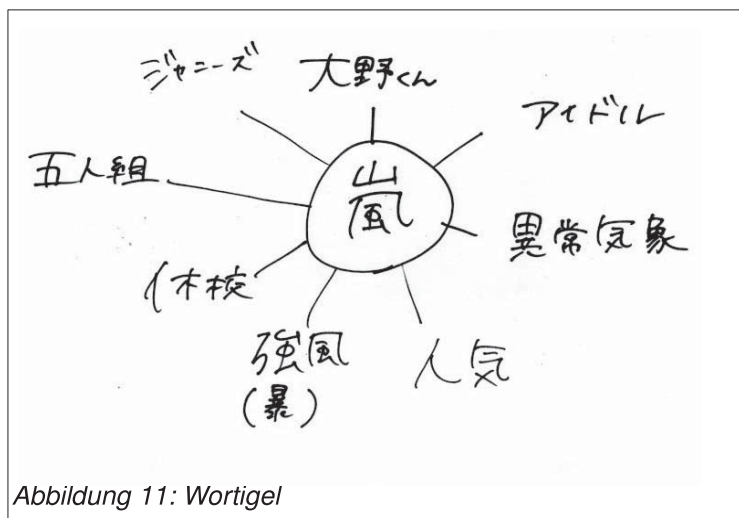 ジャニーズ
大野くん
アイドル
五人組
嵐
異常気象
休校
強風
(暴)
人気
Abbildung 11: Wortigel